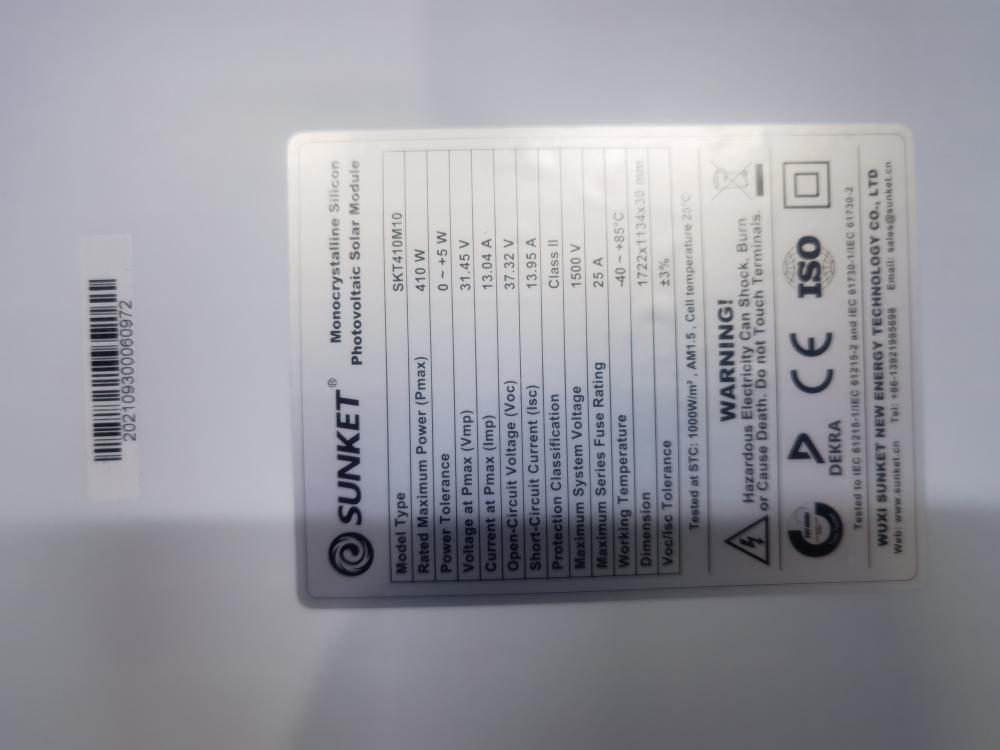 2021093000060972
SUNKET® Monocrystalline Silicon
Photovoltaic Solar Module
Model Type SKT410M10
Rated Maximum Power (Pmax) 410 W
Power Tolerance 0 ~ +5 W
Voltage at Pmax (Vmp) 31.45 V
Current at Pmax (Imp) 13.04 A
Open-Circuit Voltage (Voc) 37.32 V
Short-Circuit Current (Isc) 13.95 A
Protection Classification Class II
Maximum System Voltage 1500 V
Maximum Series Fuse Rating 25 A
Working Temperature -40 ~ +85°C
Dimension 1722x1134x30 mm
Voc/Isc Tolerance ±3%
Tested at STC: 1000W/m², AM1.5, Cell temperature 25°C
WARNING!
Hazardous Electricity Can Shock, Burn
or Cause Death. Do not Touch Terminals.
DEKRA CE ISO
Tested to IEC 61215-1/IEC 61215-2 and IEC 61730-1/IEC 61730-2
WUXI SUNKET NEW ENERGY TECHNOLOGY CO., LTD
Web: www.sunket.cn Tel: +86-13921995698 Email: sales@sunket.cn